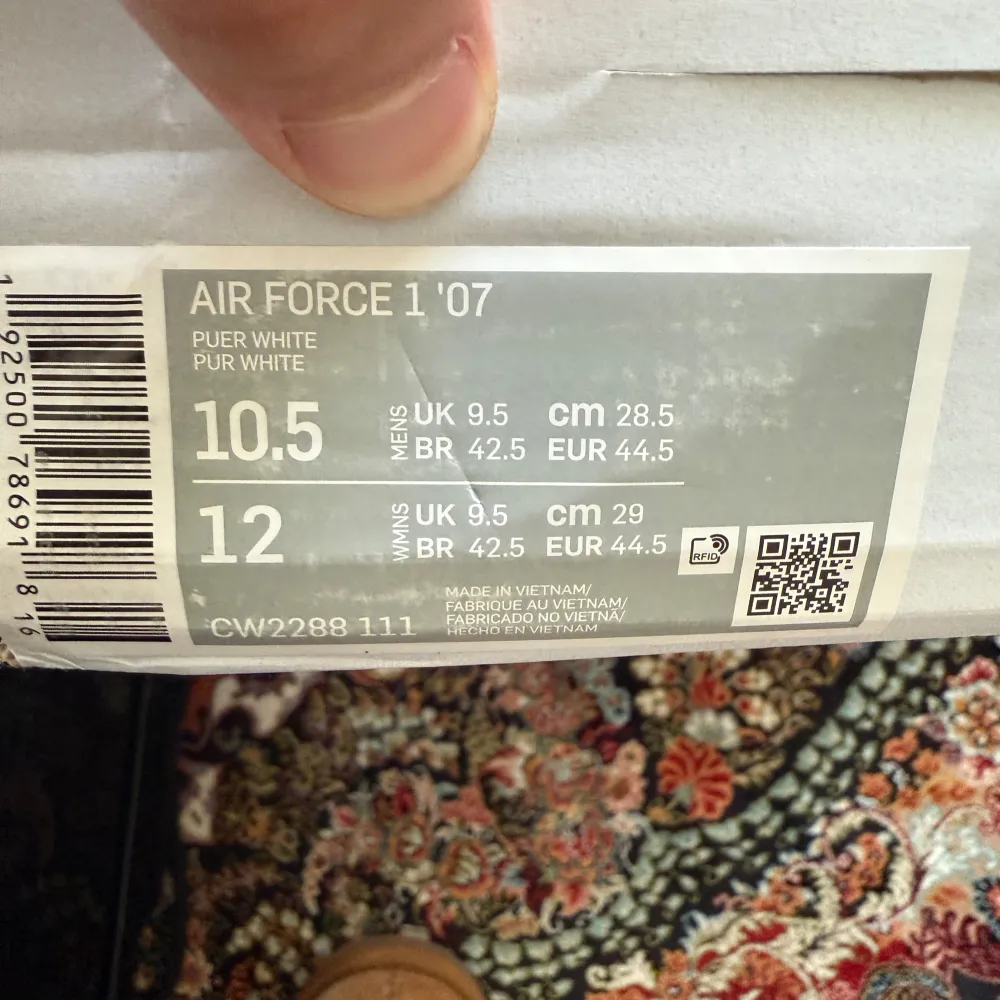 AIR FORCE 1 '07
PUER WHITE
PUR WHITE
10.5 MENS UK 9.5 cm 28.5
BR 42.5 EUR 44.5
12 WMNS UK 9.5 cm 29
BR 42.5 EUR 44.5
RFID
MADE IN VIETNAM/
FABRIQUE AU VIETNAM/
FABRICADO NO VIETNÃ/
HECHO EN VIETNAM
CW2288 111
1 92500 78691 8 16